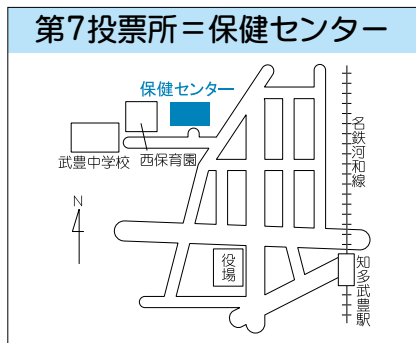 第7投票所＝保健センター
保健センター
武豊中学校
西保育園
名鉄河和線
N
役場
知多武豊駅